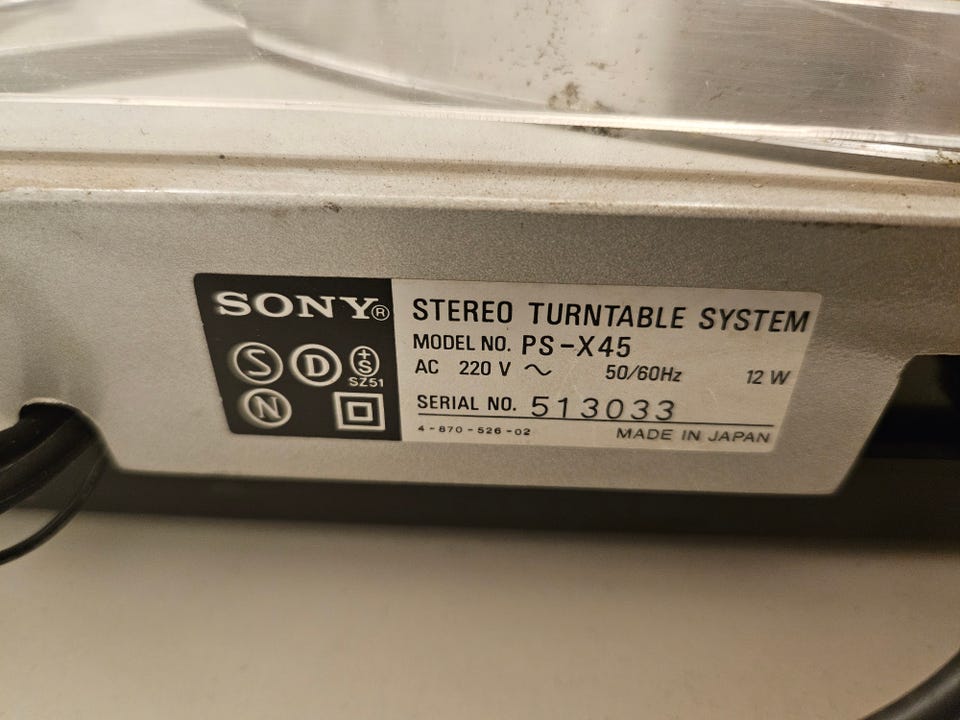 SONY®
S D +S SZ51
N
STEREO TURNTABLE SYSTEM
MODEL NO. PS-X45
AC 220 V ~ 50/60Hz 12 W
SERIAL NO. 513033
4-870-526-02 MADE IN JAPAN